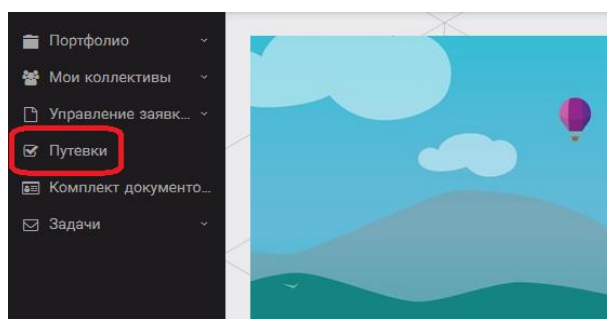 Портфолио
Мои коллективы
Управление заявк...
Путевки
Комплект документо...
Задачи